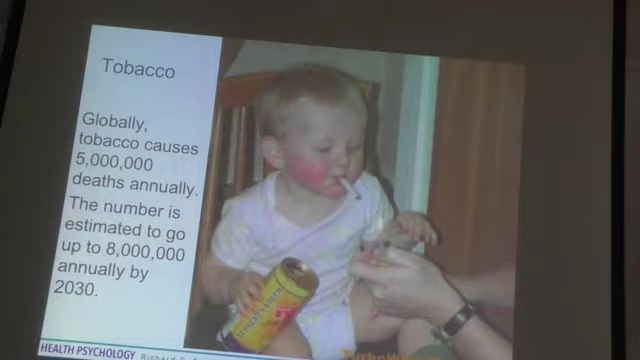 Tobacco
Globally,
tobacco causes
5,000,000
deaths annually.
The number is
estimated to go
up to 8,000,000
annually by
2030.
HEALTH PSYCHOLOGY Richard